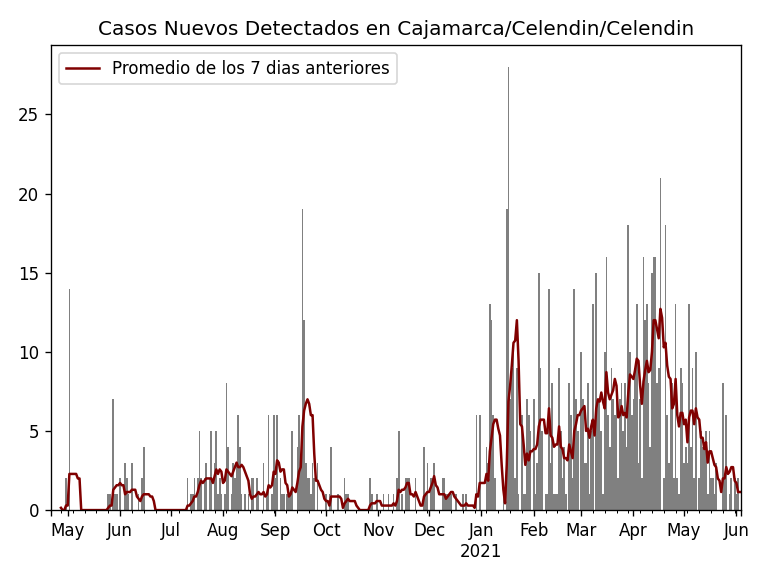 Casos Nuevos Detectados en Cajamarca/Celendin/Celendin
Promedio de los 7 dias anteriores
25
20
15
10
5
0
May Jun Jul Aug Sep Oct Nov Dec Jan Feb Mar Apr May Jun
2021